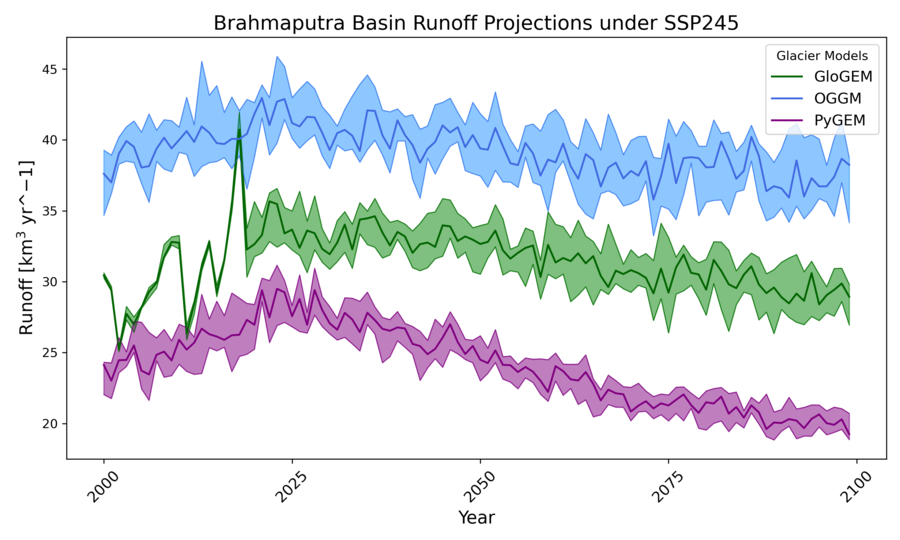 Brahmaputra Basin Runoff Projections under SSP245
Glacier Models
GloGEM
OGGM
PyGEM
Runoff [km³ yr^−1]
45
40
35
30
25
20
2000
2025
2050
2075
2100
Year